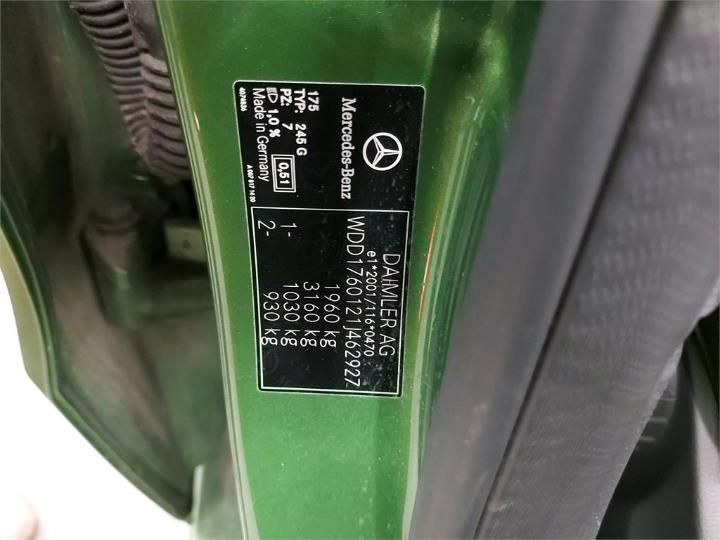 Mercedes-Benz
175
TYP: 245 G
PZ: 7
1,0 %
Made in Germany
0,51
4074836
DAIMLER AG
e1*2001/116*0470
WDD1760121J462927
1960 kg
3160 kg
1- 1030 kg
2- 930 kg